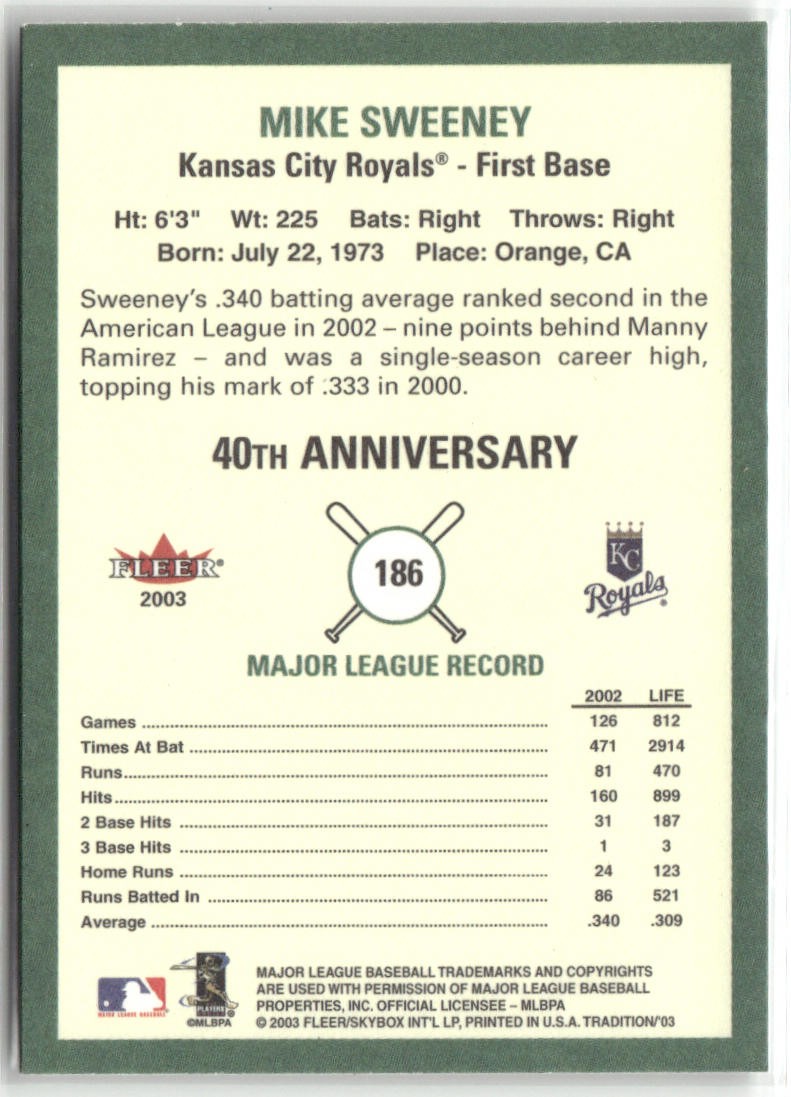 MIKE SWEENEY
Kansas City Royals® - First Base
Ht: 6'3" Wt: 225 Bats: Right Throws: Right
Born: July 22, 1973 Place: Orange, CA
Sweeney's .340 batting average ranked second in the
American League in 2002 – nine points behind Manny
Ramirez – and was a single-season career high,
topping his mark of .333 in 2000.
40TH ANNIVERSARY
FLEER®
2003
186
KC
Royals®
MAJOR LEAGUE RECORD
2002 LIFE
Games 126 812
Times At Bat 471 2914
Runs 81 470
Hits 160 899
2 Base Hits 31 187
3 Base Hits 1 3
Home Runs 24 123
Runs Batted In 86 521
Average .340 .309
MAJOR LEAGUE BASEBALL
PLAYERS
©MLBPA
MAJOR LEAGUE BASEBALL TRADEMARKS AND COPYRIGHTS
ARE USED WITH PERMISSION OF MAJOR LEAGUE BASEBALL
PROPERTIES, INC. OFFICIAL LICENSEE – MLBPA
© 2003 FLEER/SKYBOX INT'L LP, PRINTED IN U.S.A. TRADITION/'03